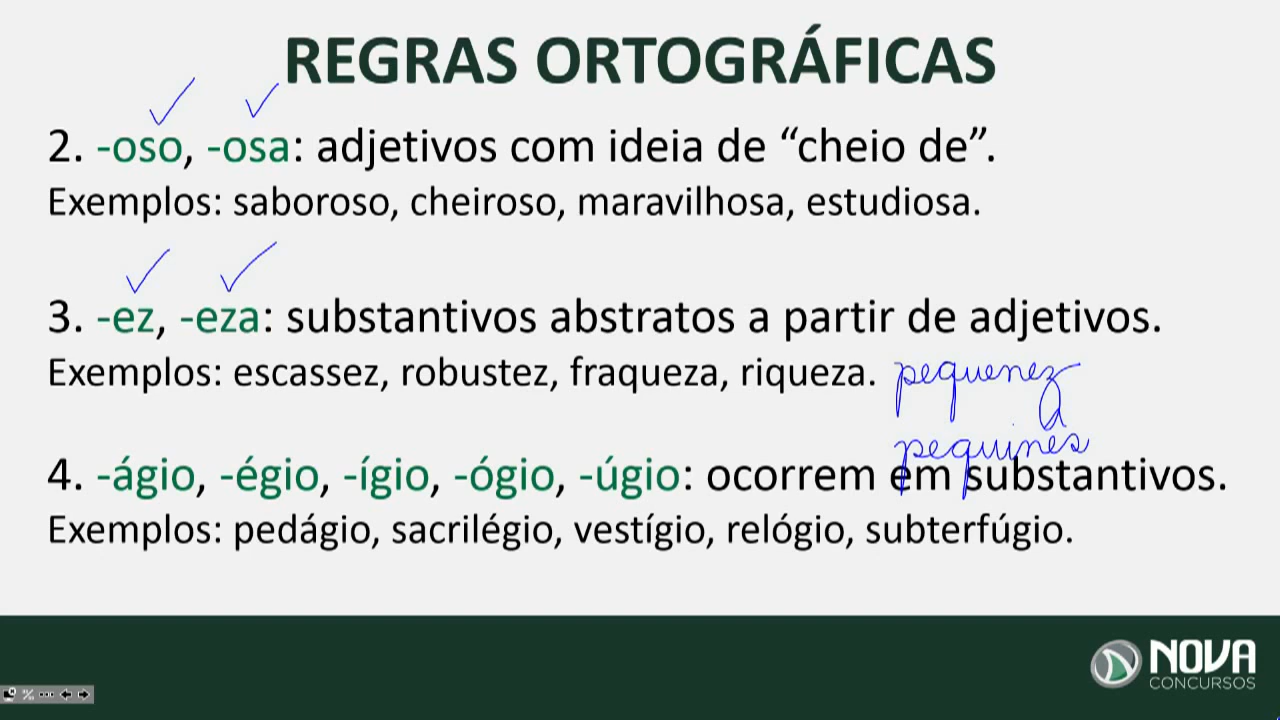 REGRAS ORTOGRÁFICAS
2. -oso, -osa: adjetivos com ideia de “cheio de”.
Exemplos: saboroso, cheiroso, maravilhosa, estudiosa.
3. -ez, -eza: substantivos abstratos a partir de adjetivos.
Exemplos: escassez, robustez, fraqueza, riqueza. pequenez
pequines
4. -ágio, -égio, -ígio, -ógio, -úgio: ocorrem em substantivos.
Exemplos: pedágio, sacrilégio, vestígio, relógio, subterfúgio.
NOVA
CONCURSOS